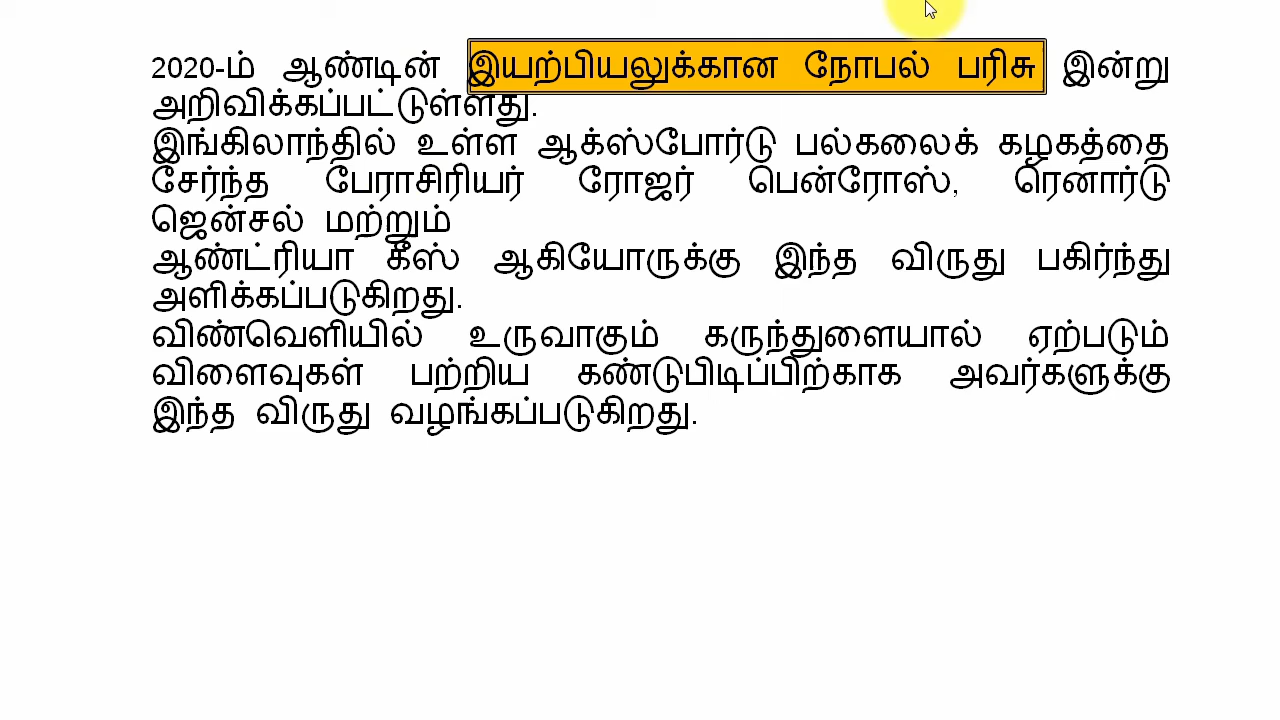 2020-ம் ஆண்டின் இயற்பியலுக்கான நோபல் பரிசு இன்று
அறிவிக்கப்பட்டுள்ளது.
இங்கிலாந்தில் உள்ள ஆக்ஸ்போர்டு பல்கலைக் கழகத்தை
சேர்ந்த பேராசிரியர் ரோஜர் பென்ரோஸ், ரெனார்டு
ஜென்சல் மற்றும்
ஆண்ட்ரியா கீஸ் ஆகியோருக்கு இந்த விருது பகிர்ந்து
அளிக்கப்படுகிறது.
விண்வெளியில் உருவாகும் கருந்துளையால் ஏற்படும்
விளைவுகள் பற்றிய கண்டுபிடிப்பிற்காக அவர்களுக்கு
இந்த விருது வழங்கப்படுகிறது.